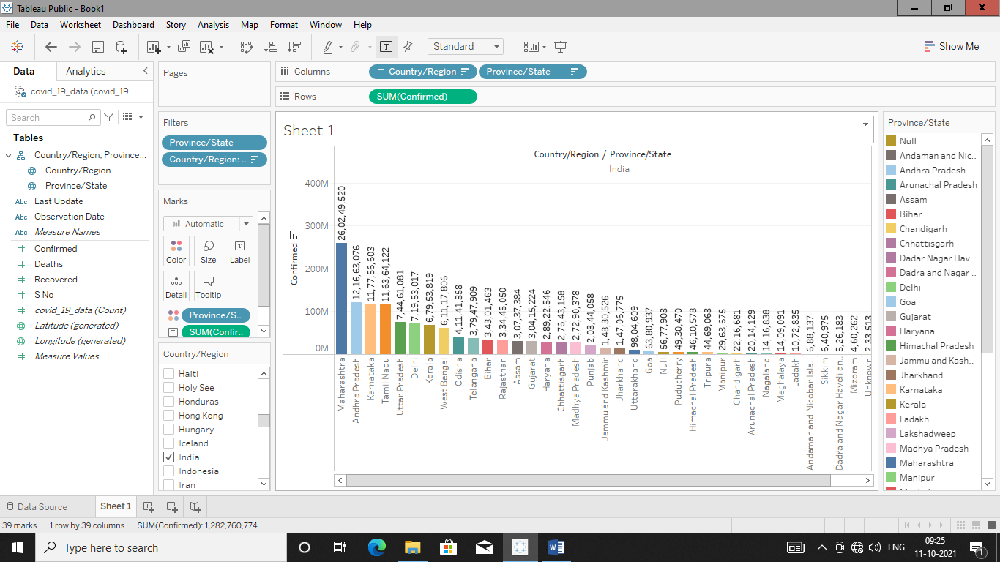 Tableau Public - Book1
File Data Worksheet Dashboard Story Analysis Map Format Window Help
Standard
Show Me
Data Analytics
covid_19_data (covid_19...
Search
Tables
Country/Region, Province...
Country/Region
Province/State
Abc Last Update
Abc Observation Date
Abc Measure Names
# Confirmed
# Deaths
# Recovered
# S No
# covid_19_data (Count)
Latitude (generated)
Longitude (generated)
# Measure Values
Pages
Filters
Province/State
Country/Region: ..
Marks
Automatic
Color Size Label
Detail Tooltip
Province/S..
SUM(Confir..
Country/Region
Haiti
Holy See
Honduras
Hong Kong
Hungary
Iceland
India
Indonesia
Iran
Columns Country/Region Province/State
Rows SUM(Confirmed)
Sheet 1
Country/Region / Province/State
India
Confirmed
400M
300M
200M
100M
0M
26,02,49,520
12,16,63,076
11,77,56,603
11,63,64,122
7,44,61,081
7,19,53,017
6,79,53,819
6,11,17,806
4,11,41,358
3,79,47,909
3,43,01,463
3,34,45,050
3,07,37,384
3,04,15,224
2,89,22,546
2,76,43,158
2,72,90,378
2,03,44,058
1,48,30,526
1,47,06,775
98,04,609
63,80,937
56,77,903
49,30,470
46,10,578
44,69,063
29,63,675
22,16,681
20,14,129
14,16,838
14,09,091
10,72,835
6,88,137
6,40,975
5,26,183
4,60,262
2,33,513
Maharashtra
Andhra Pradesh
Karnataka
Tamil Nadu
Uttar Pradesh
Delhi
Kerala
West Bengal
Odisha
Telangana
Bihar
Rajasthan
Assam
Gujarat
Haryana
Chhattisgarh
Madhya Pradesh
Punjab
Jammu and Kashmir
Jharkhand
Uttarakhand
Goa
Null
Puducherry
Himachal Pradesh
Tripura
Manipur
Chandigarh
Arunachal Pradesh
Nagaland
Meghalaya
Ladakh
Andaman and Nicobar Isla..
Sikkim
Dadra and Nagar Haveli an..
Mizoram
Unknown
Province/State
Null
Andaman and Nic..
Andhra Pradesh
Arunachal Pradesh
Assam
Bihar
Chandigarh
Chhattisgarh
Dadar Nagar Hav..
Dadra and Nagar ..
Delhi
Goa
Gujarat
Haryana
Himachal Pradesh
Jammu and Kash..
Jharkhand
Karnataka
Kerala
Ladakh
Lakshadweep
Madhya Pradesh
Maharashtra
Manipur
Data Source Sheet 1
39 marks 1 row by 39 columns SUM(Confirmed): 1,282,760,774
Type here to search
ENG
09:25
11-10-2021
1